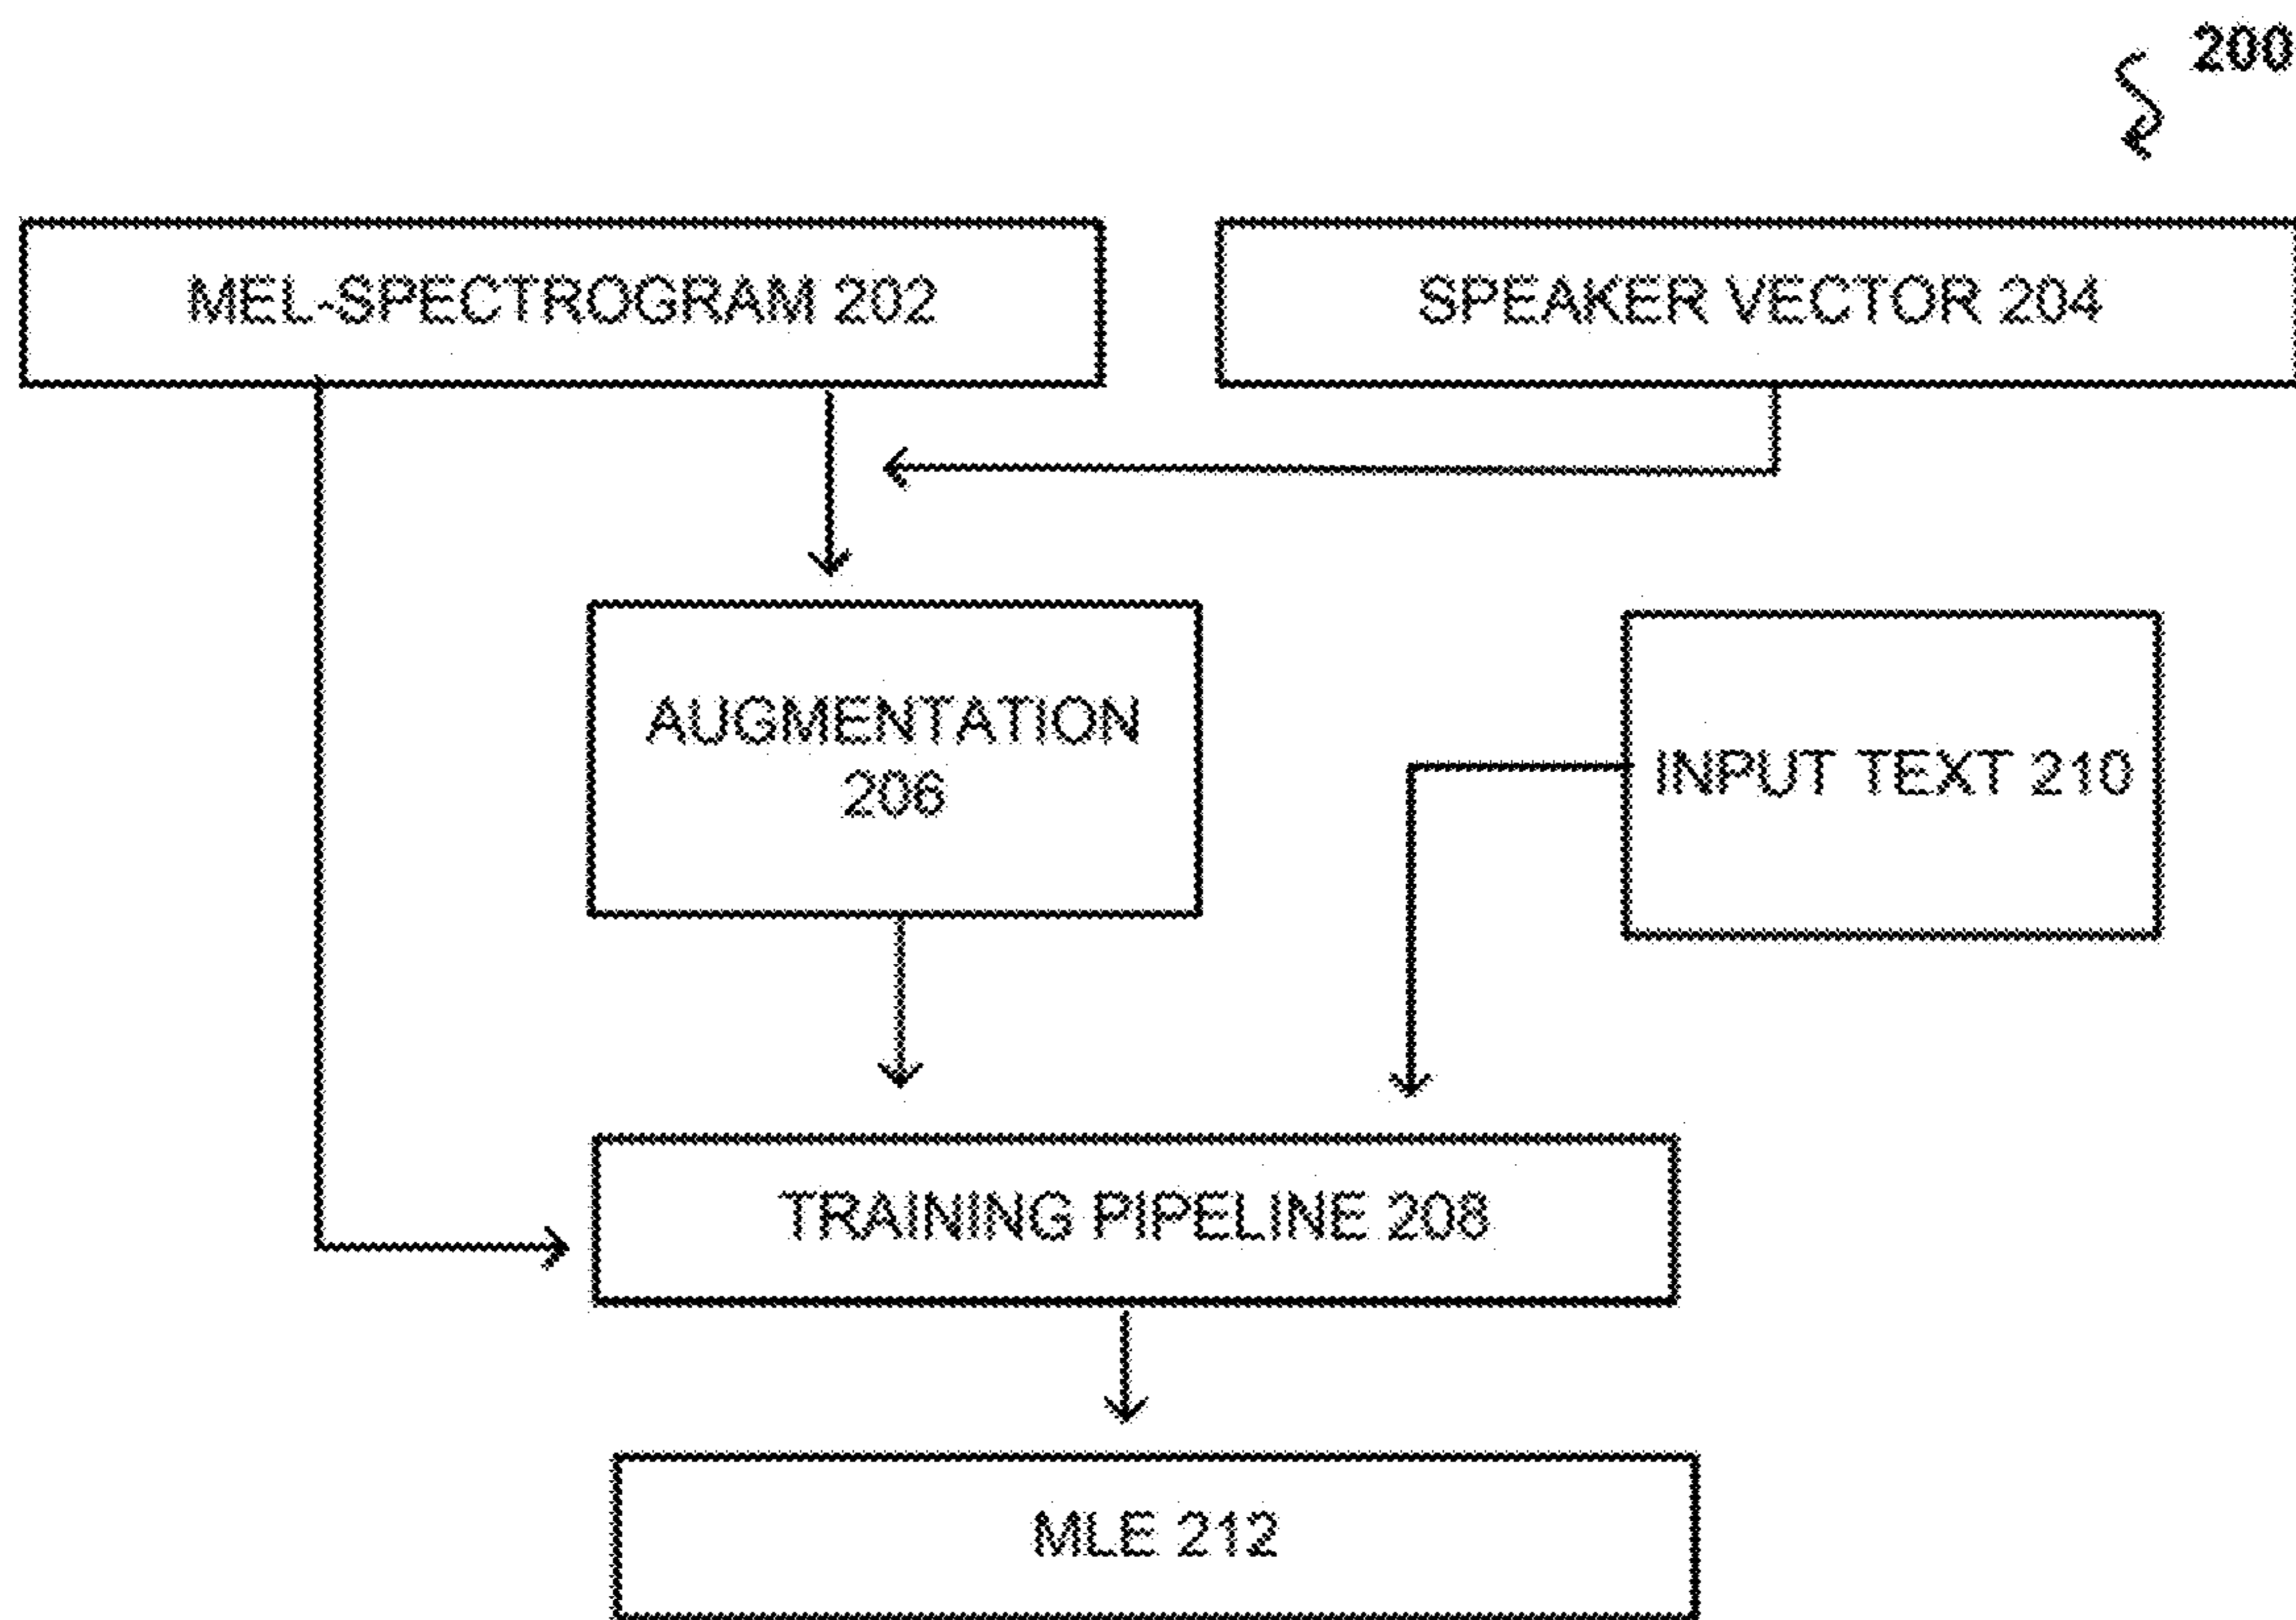 200
MEL-SPECTROGRAM 202
SPEAKER VECTOR 204
AUGMENTATION
206
INPUT TEXT 210
TRAINING PIPELINE 208
MLE 212